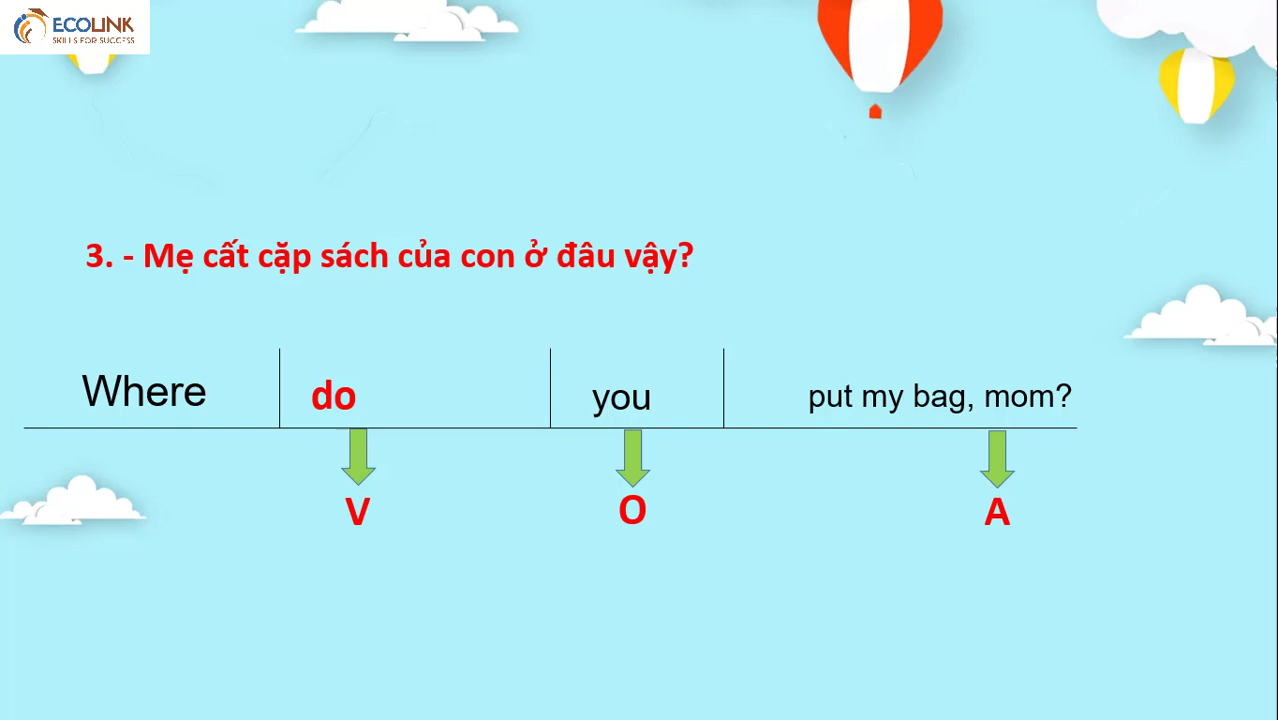 ECOLINK
SKILLS FOR SUCCESS
3. - Mẹ cất cặp sách của con ở đâu vậy?
Where do you put my bag, mom?
V O A